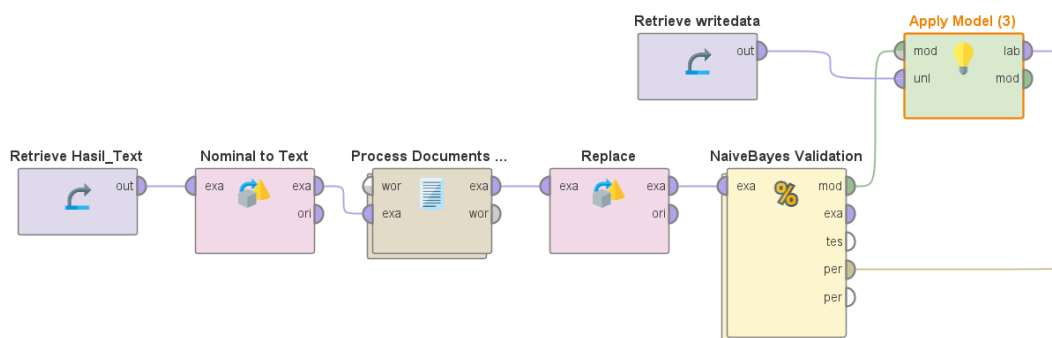 Retrieve writedata
Apply Model (3)
out
mod
lab
unl
mod
Retrieve Hasil_Text
Nominal to Text
Process Documents ...
Replace
NaiveBayes Validation
out
exa
exa
ori
wor
exa
exa
wor
exa
exa
ori
exa
%
mod
exa
tes
per
per